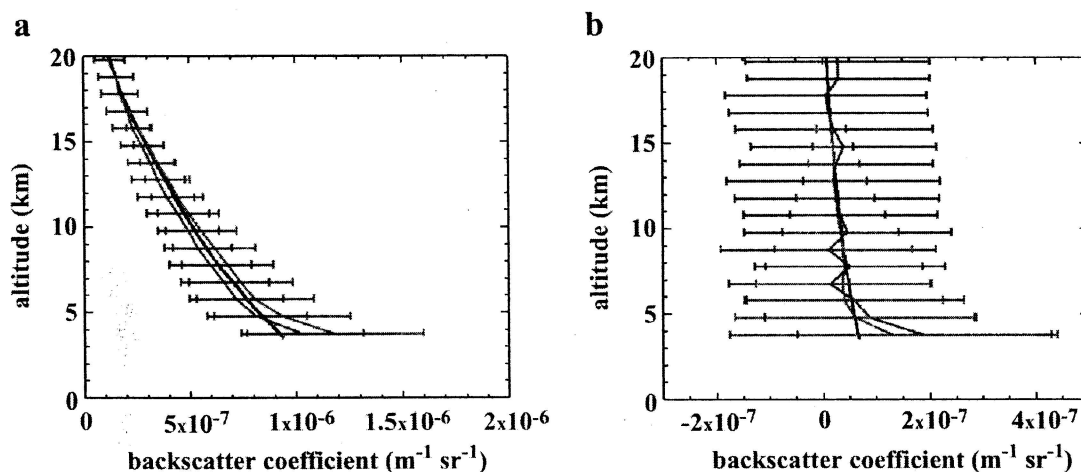 a
20
15
10
5
0
altitude (km)
0
5x10⁻⁷
1x10⁻⁶
1.5x10⁻⁶
2x10⁻⁶
backscatter coefficient (m⁻¹ sr⁻¹)
b
20
15
10
5
0
altitude (km)
-2x10⁻⁷
0
2x10⁻⁷
4x10⁻⁷
backscatter coefficient (m⁻¹ sr⁻¹)